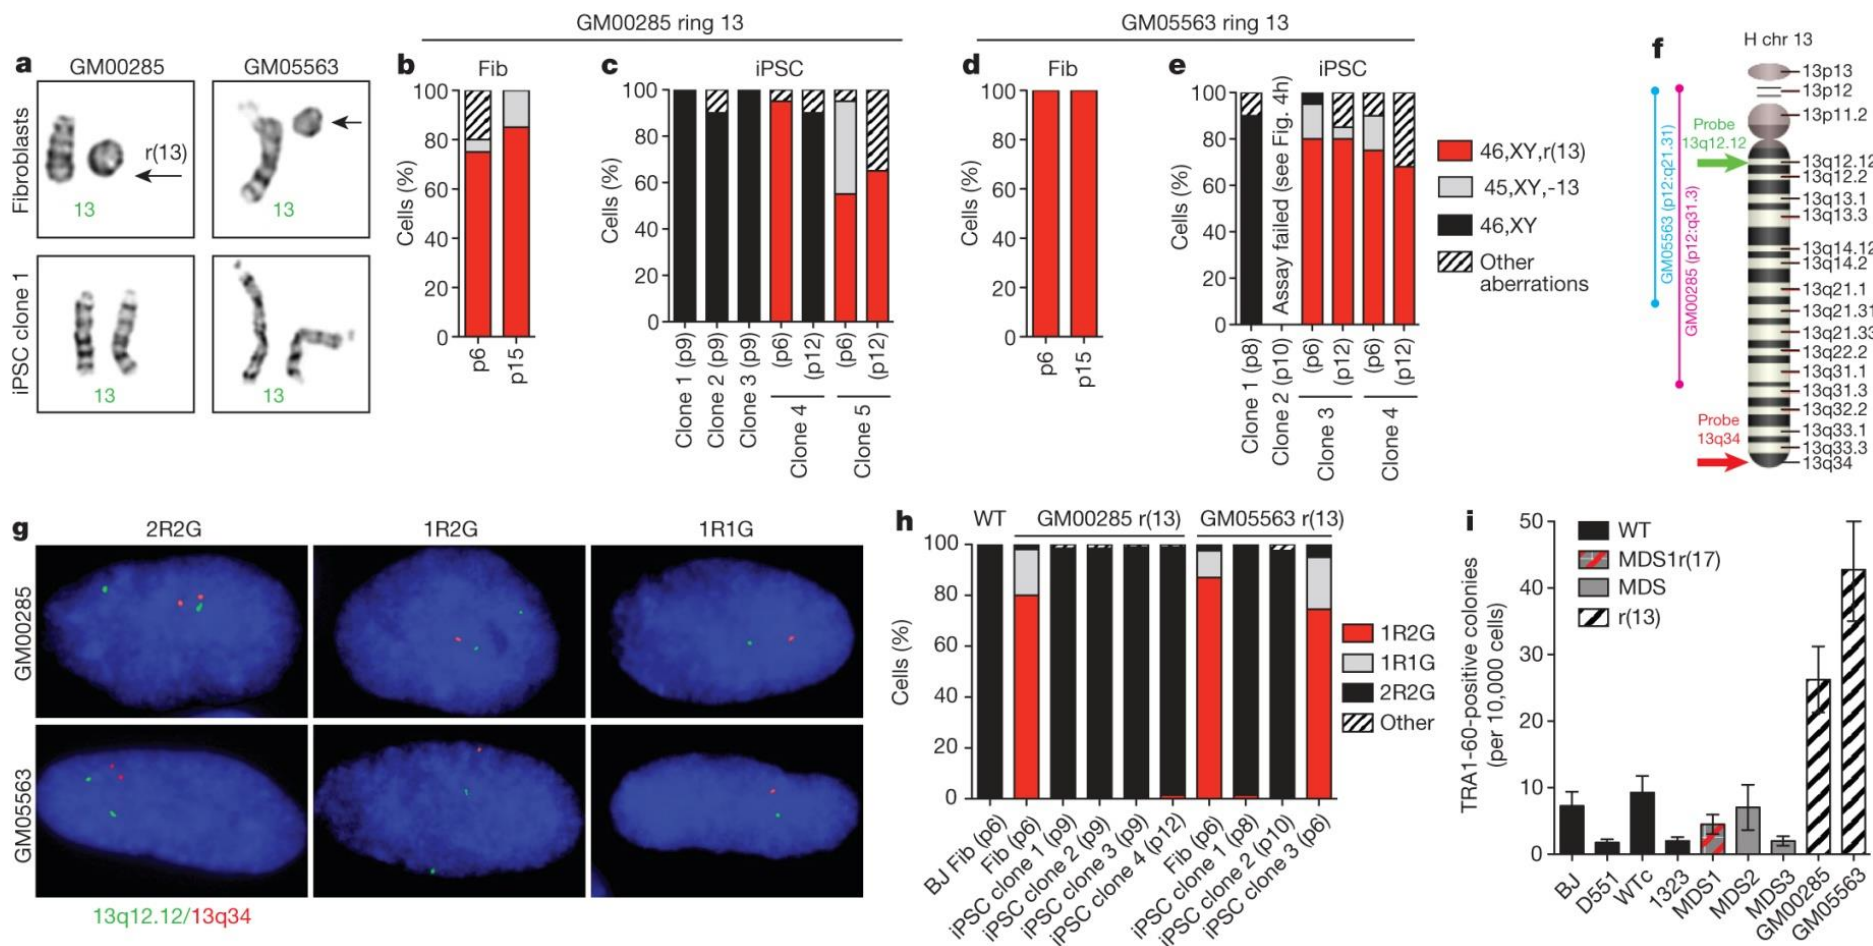 GM00285 ring 13
GM05563 ring 13
a
GM00285
GM05563
Fibroblasts
iPSC clone 1
r(13)
13
13
13
13
b
Fib
Cells (%)
100
80
60
40
20
0
p6
p15
c
iPSC
Cells (%)
100
80
60
40
20
0
Clone 1 (p9)
Clone 2 (p9)
Clone 3 (p9)
(p6)
(p12)
(p6)
(p12)
Clone 4
Clone 5
d
Fib
Cells (%)
100
80
60
40
20
0
p6
p15
e
iPSC
Cells (%)
100
80
60
40
20
0
Assay failed (see Fig. 4h)
Clone 1 (p8)
Clone 2 (p10)
(p6)
(p12)
(p6)
(p12)
Clone 3
Clone 4
46,XY,r(13)
45,XY,-13
46,XY
Other
aberrations
f
H chr 13
GM05563 (p12:q21.31)
GM00285 (p12:q31.3)
Probe
13q12.12
Probe
13q34
13p13
13p12
13p11.2
13q12.12
13q12.2
13q13.1
13q13.3
13q14.12
13q14.2
13q21.1
13q21.31
13q21.33
13q22.2
13q31.1
13q31.3
13q32.2
13q33.1
13q33.3
13q34
g
2R2G
1R2G
1R1G
GM00285
GM05563
13q12.12/13q34
h
WT
GM00285 r(13)
GM05563 r(13)
Cells (%)
100
80
60
40
20
0
BJ Fib (p6)
Fib (p6)
iPSC clone 1 (p9)
iPSC clone 2 (p9)
iPSC clone 3 (p9)
iPSC clone 4 (p12)
Fib (p6)
iPSC clone 1 (p8)
iPSC clone 2 (p10)
iPSC clone 3 (p6)
1R2G
1R1G
2R2G
Other
i
TRA1-60-positive colonies
(per 10,000 cells)
50
40
30
20
10
0
WT
MDS1r(17)
MDS
r(13)
BJ
D551
WTc
1323
MDS1
MDS2
MDS3
GM00285
GM05563